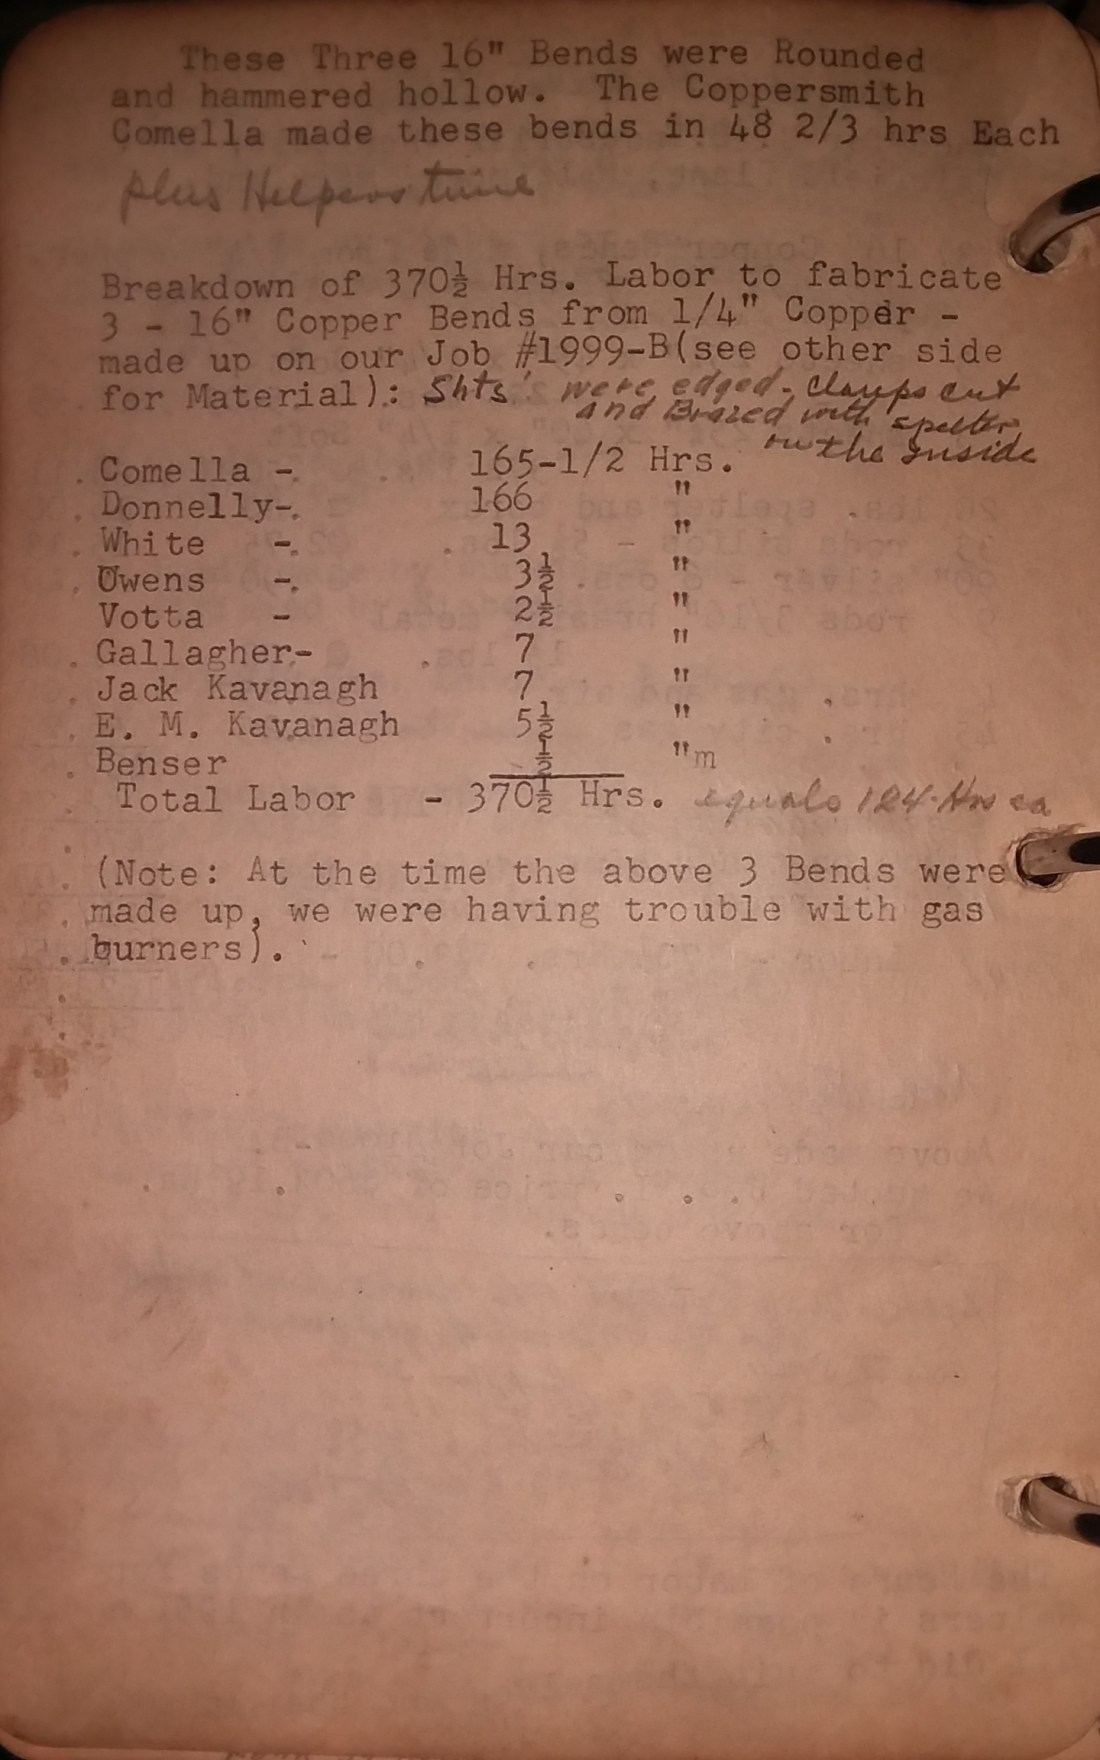 These Three 16" Bends were Rounded
and hammered hollow. The Coppersmith
Comella made these bends in 48 2/3 hrs Each
plus Helpers time
Breakdown of 370½ Hrs. Labor to fabricate
3 - 16" Copper Bends from 1/4" Copper -
made up on our Job #1999-B(see other side
for Material): Shts' were edged - Clamps cut
and Brazed with spelter
on the Inside
Comella - 165-1/2 Hrs.
Donnelly- 166 "
White - 13 "
Owens - 3½ "
Votta - 2½ "
Gallagher- 7 "
Jack Kavanagh 7 "
E. M. Kavanagh 5½ "
Benser ½ "m
Total Labor - 370½ Hrs. equals 124 Hrs ea
(Note: At the time the above 3 Bends were
made up, we were having trouble with gas
burners).